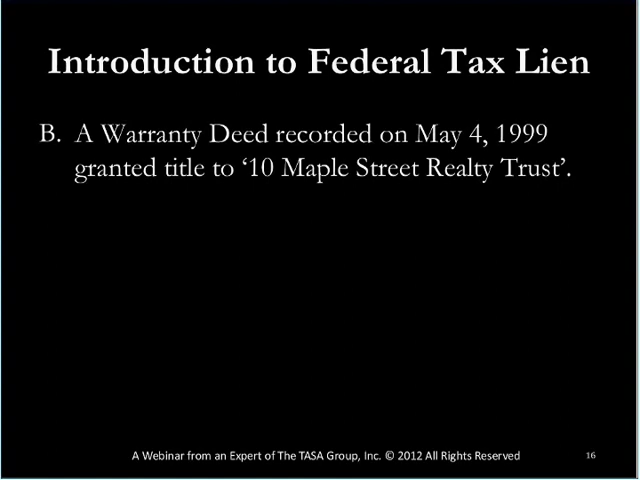 Introduction to Federal Tax Lien
B. A Warranty Deed recorded on May 4, 1999
granted title to ‘10 Maple Street Realty Trust’.
A Webinar from an Expert of The TASA Group, Inc. © 2012 All Rights Reserved
16